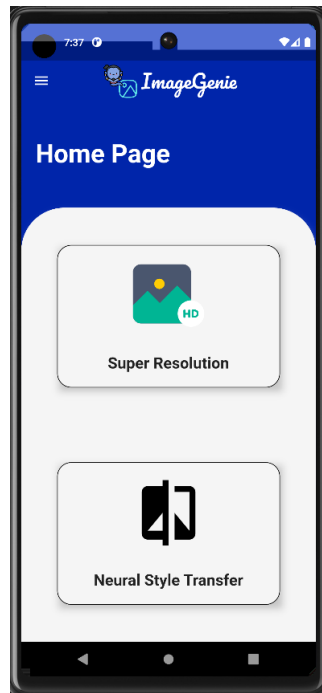 7:37
ImageGenie
Home Page
HD
Super Resolution
Neural Style Transfer